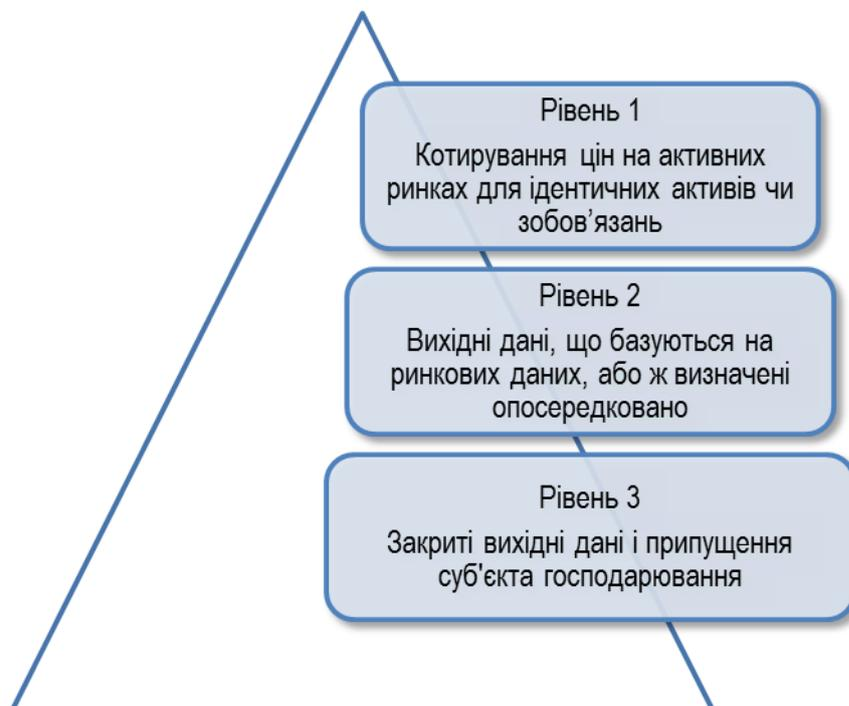 Рівень 1
Котирування цін на активних
ринках для ідентичних активів чи
зобов’язань
Рівень 2
Вихідні дані, що базуються на
ринкових даних, або ж визначені
опосередковано
Рівень 3
Закриті вихідні дані і припущення
суб'єкта господарювання